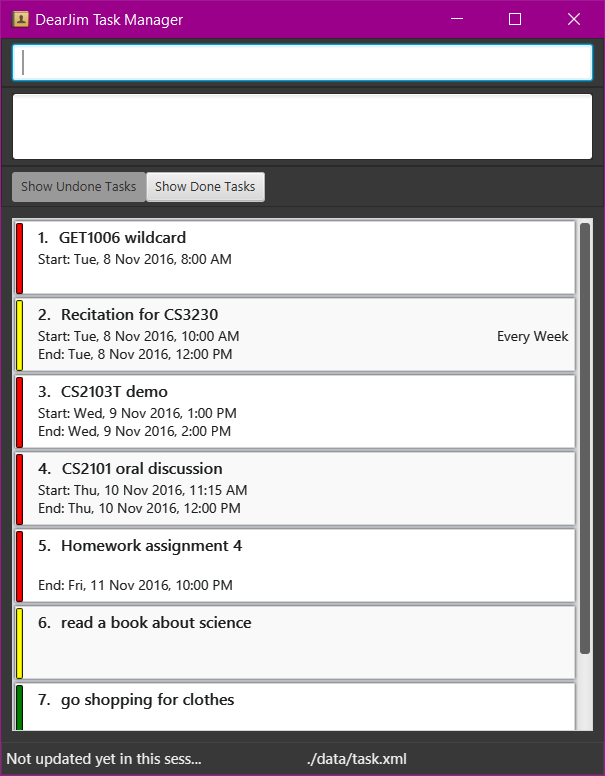 DearJim Task Manager
Show Undone Tasks Show Done Tasks
1. GET1006 wildcard
Start: Tue, 8 Nov 2016, 8:00 AM
2. Recitation for CS3230
Start: Tue, 8 Nov 2016, 10:00 AM Every Week
End: Tue, 8 Nov 2016, 12:00 PM
3. CS2103T demo
Start: Wed, 9 Nov 2016, 1:00 PM
End: Wed, 9 Nov 2016, 2:00 PM
4. CS2101 oral discussion
Start: Thu, 10 Nov 2016, 11:15 AM
End: Thu, 10 Nov 2016, 12:00 PM
5. Homework assignment 4
End: Fri, 11 Nov 2016, 10:00 PM
6. read a book about science
7. go shopping for clothes
Not updated yet in this sess... ./data/task.xml